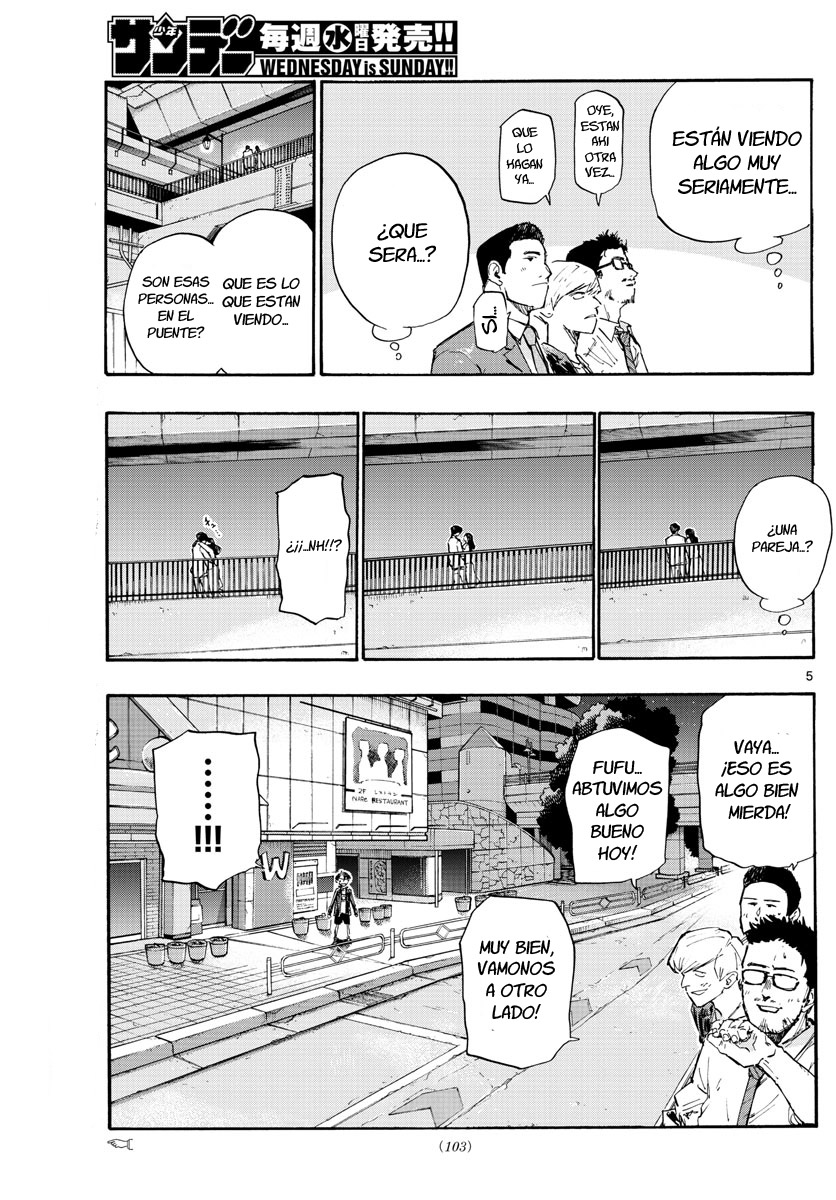 サンデー
少年
毎週水曜日発売!!
WEDNESDAY is SUNDAY!!
ESTÁN VIENDO
ALGO MUY
SERIAMENTE...
OYE,
ESTAN
AKI
OTRA
VEZ...
QUE
LO
HAGAN
YA...
¿QUE
SERA...?
SI...
QUE ES LO
QUE ESTAN
VIENDO...
SON ESAS
PERSONAS...
EN EL
PUENTE?
¿UNA
PAREJA...?
¿¡¡...NH!!?
5
VAYA...
¡ESO ES
ALGO BIEN
MIERDA!
FUFU...
ABTUVIMOS
ALGO
BUENO
HOY!
MUY BIEN,
VAMONOS
A OTRO
LADO!
......
!!!
2F
RESTAURANT
W
(103)